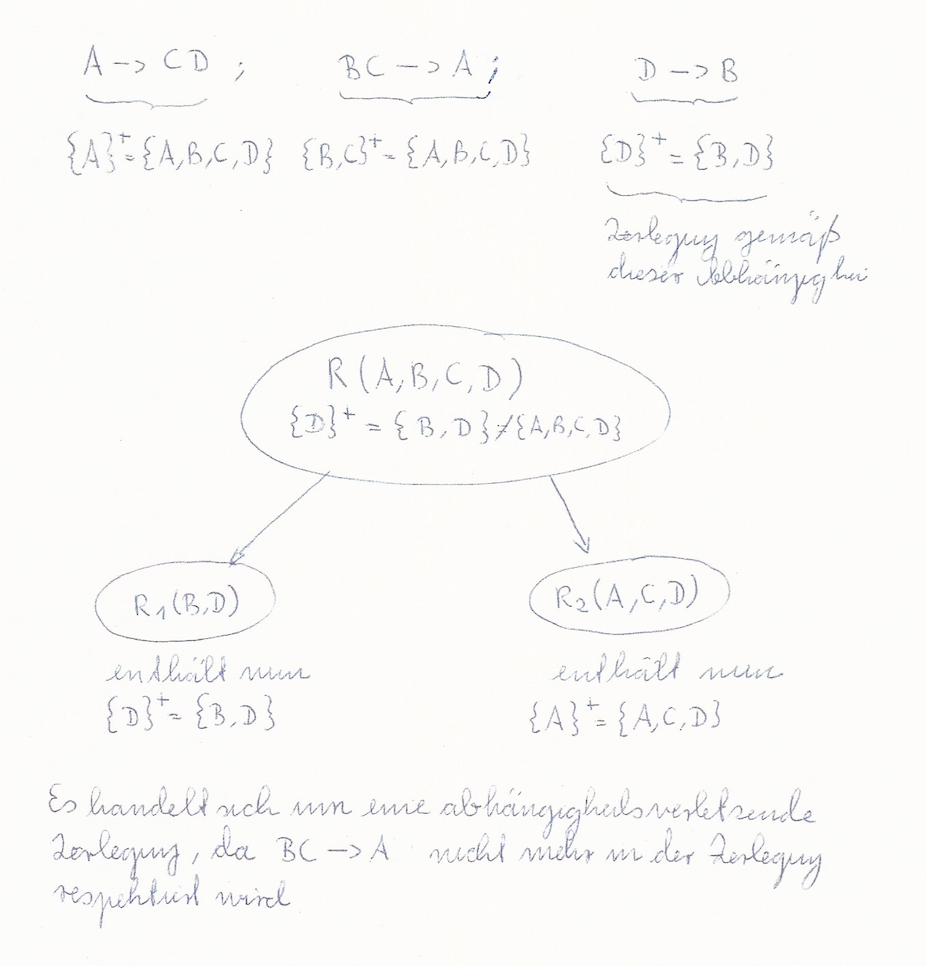 A -> CD ; BC -> A ; D -> B
{A}⁺ = {A,B,C,D} {B,C}⁺ = {A,B,C,D} {D}⁺ = {B,D}
Zerlegung gemäß
dieser Abhängigkei
R (A,B,C,D)
{D}⁺ = {B,D} ≠ {A,B,C,D}
R₁(B,D) R₂(A,C,D)
enthält nun enthält nun
{D}⁺ = {B,D} {A}⁺ = {A,C,D}
Es handelt sich um eine abhängigkeitsverletzende
Zerlegung, da BC -> A nicht mehr in der Zerlegung
respektiert wird